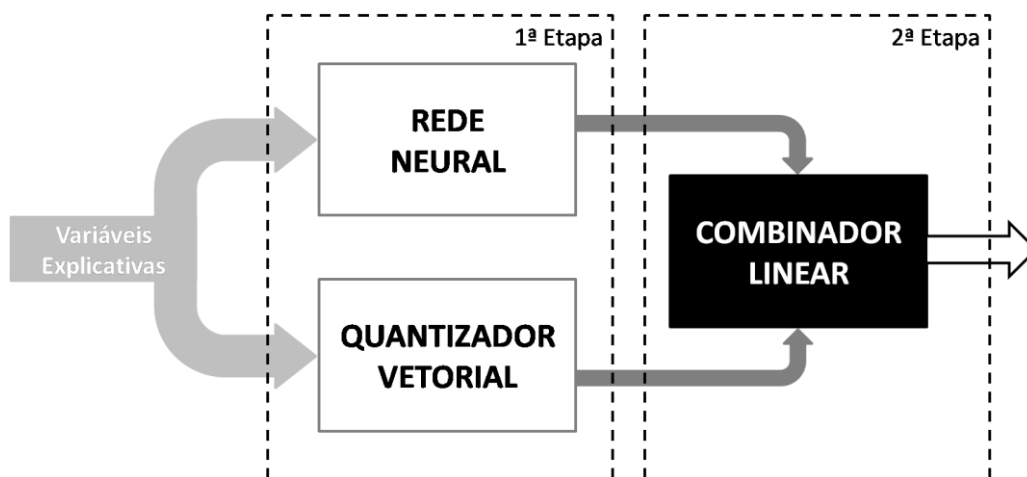 1ª Etapa
2ª Etapa
REDE
NEURAL
Variáveis
Explicativas
COMBINADOR
LINEAR
QUANTIZADOR
VETORIAL